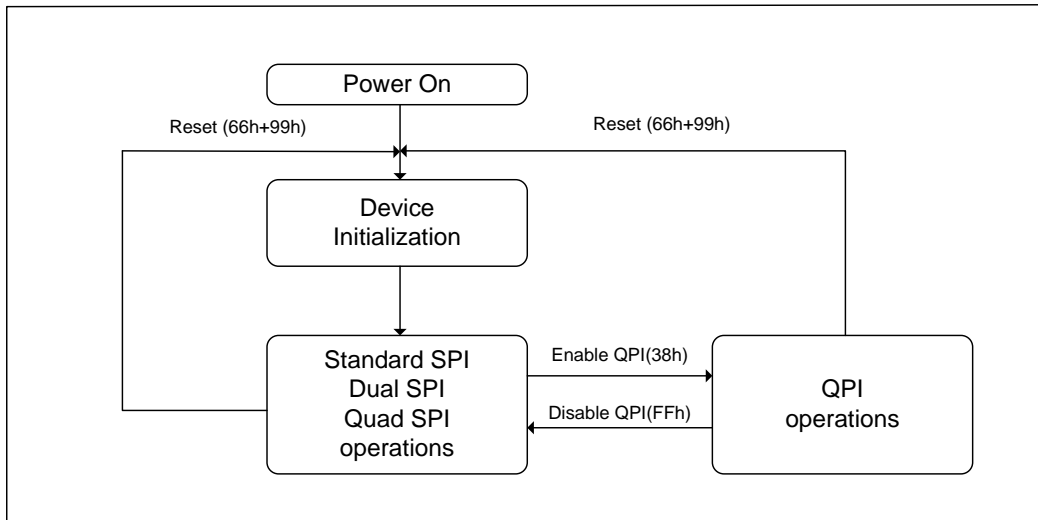 Power On
Reset (66h+99h)
Reset (66h+99h)
Device
Initialization
Standard SPI
Dual SPI
Quad SPI
operations
Enable QPI(38h)
Disable QPI(FFh)
QPI
operations